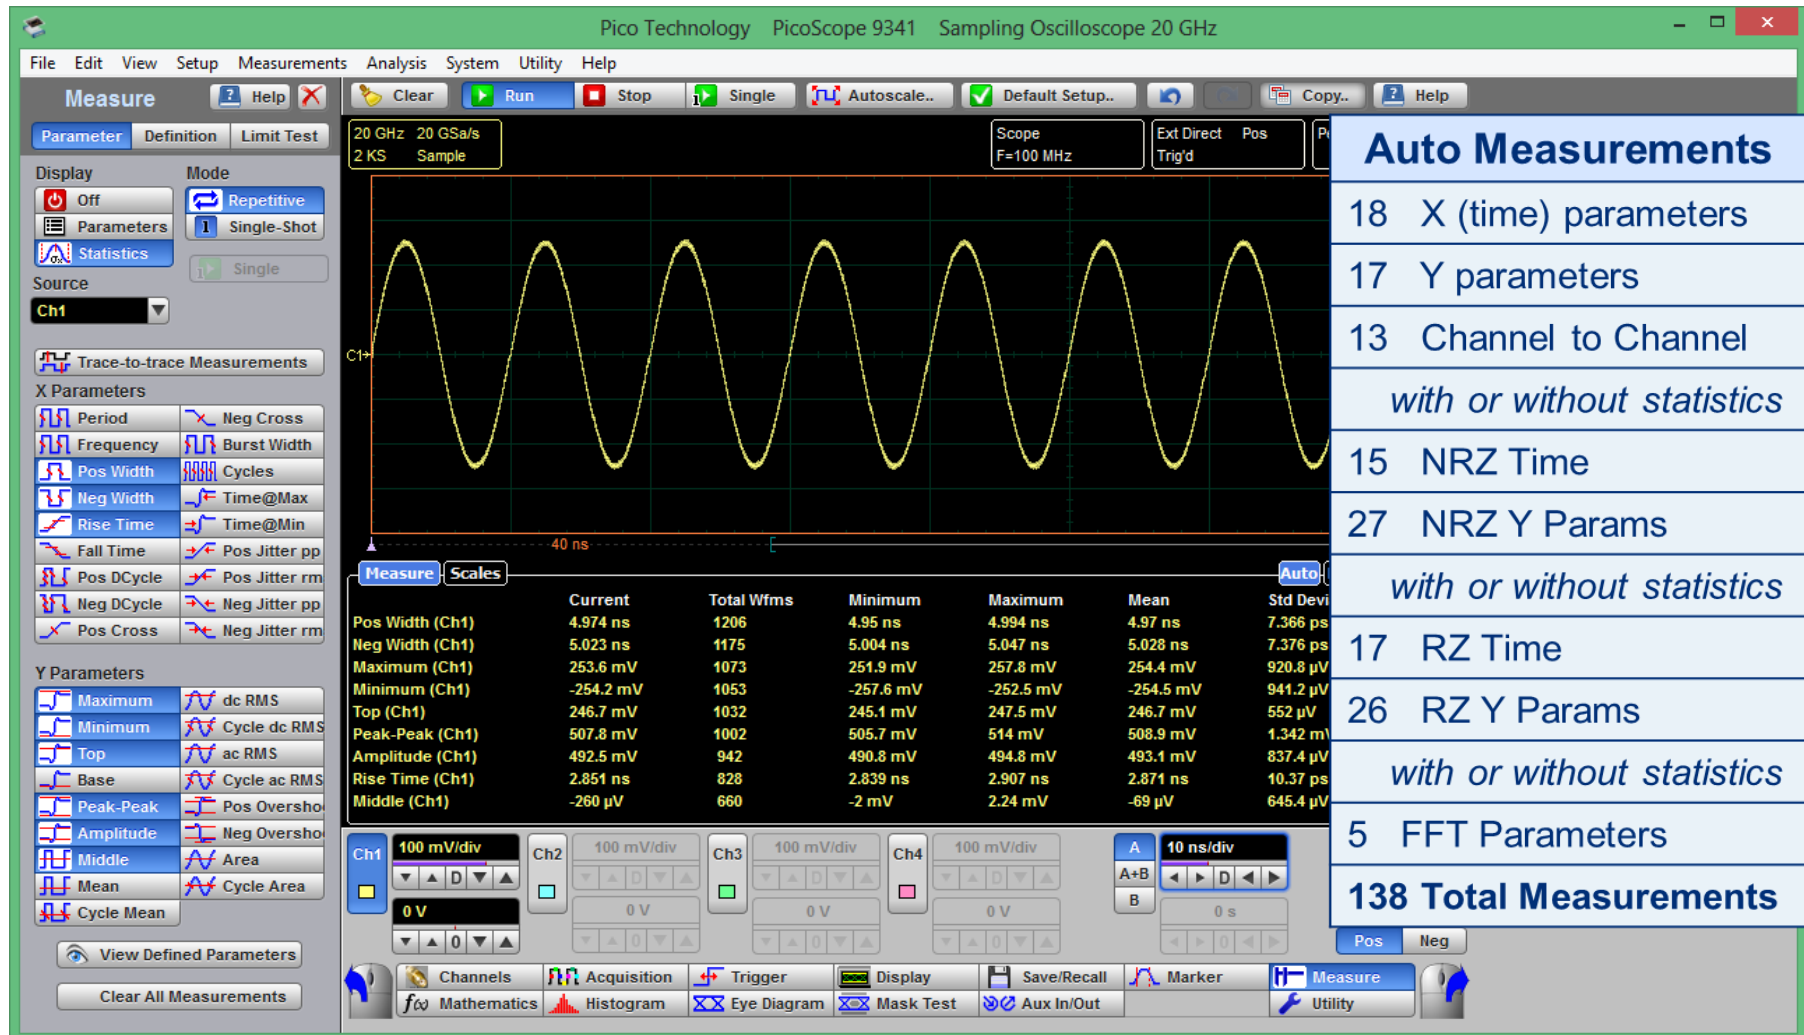 Pico Technology PicoScope 9341 Sampling Oscilloscope 20 GHz
File Edit View Setup Measurements Analysis System Utility Help
Measure Help
Clear Run Stop Single Autoscale.. Default Setup.. Copy.. Help
Parameter Definition Limit Test
20 GHz 20 GSa/s
2 KS Sample
Scope
F=100 MHz
Ext Direct Pos
Trig'd
Display Mode
Off Repetitive
Parameters 1 Single-Shot
Statistics
Single
Source
Ch1
Trace-to-trace Measurements
X Parameters
Period Neg Cross
Frequency Burst Width
Pos Width Cycles
Neg Width Time@Max
Rise Time Time@Min
Fall Time Pos Jitter pp
Pos DCycle Pos Jitter rm
Neg DCycle Neg Jitter pp
Pos Cross Neg Jitter rm
Y Parameters
Maximum dc RMS
Minimum Cycle dc RMS
Top ac RMS
Base Cycle ac RMS
Peak-Peak Pos Oversho
Amplitude Neg Oversho
Middle Area
Mean Cycle Area
Cycle Mean
View Defined Parameters
Clear All Measurements
C1
40 ns
Measure Scales Auto
Current Total Wfms Minimum Maximum Mean Std Devi
Pos Width (Ch1) 4.974 ns 1206 4.95 ns 4.994 ns 4.97 ns 7.366 ps
Neg Width (Ch1) 5.023 ns 1175 5.004 ns 5.047 ns 5.028 ns 7.376 ps
Maximum (Ch1) 253.6 mV 1073 251.9 mV 257.8 mV 254.4 mV 920.8 µV
Minimum (Ch1) -254.2 mV 1053 -257.6 mV -252.5 mV -254.5 mV 941.2 µV
Top (Ch1) 246.7 mV 1032 245.1 mV 247.5 mV 246.7 mV 552 µV
Peak-Peak (Ch1) 507.8 mV 1002 505.7 mV 514 mV 508.9 mV 1.342 m
Amplitude (Ch1) 492.5 mV 942 490.8 mV 494.8 mV 493.1 mV 837.4 µV
Rise Time (Ch1) 2.851 ns 828 2.839 ns 2.907 ns 2.871 ns 10.37 ps
Middle (Ch1) -260 µV 660 -2 mV 2.24 mV -69 µV 645.4 µV
Ch1 100 mV/div Ch2 100 mV/div Ch3 100 mV/div Ch4 100 mV/div A 10 ns/div
D D D D A+B D
0 V 0 V 0 V 0 V B 0 s
0 0 0 0 0
Pos Neg
Channels Acquisition Trigger Display Save/Recall Marker Measure
f(x) Mathematics Histogram Eye Diagram Mask Test Aux In/Out Utility
Auto Measurements
18 X (time) parameters
17 Y parameters
13 Channel to Channel
with or without statistics
15 NRZ Time
27 NRZ Y Params
with or without statistics
17 RZ Time
26 RZ Y Params
with or without statistics
5 FFT Parameters
138 Total Measurements